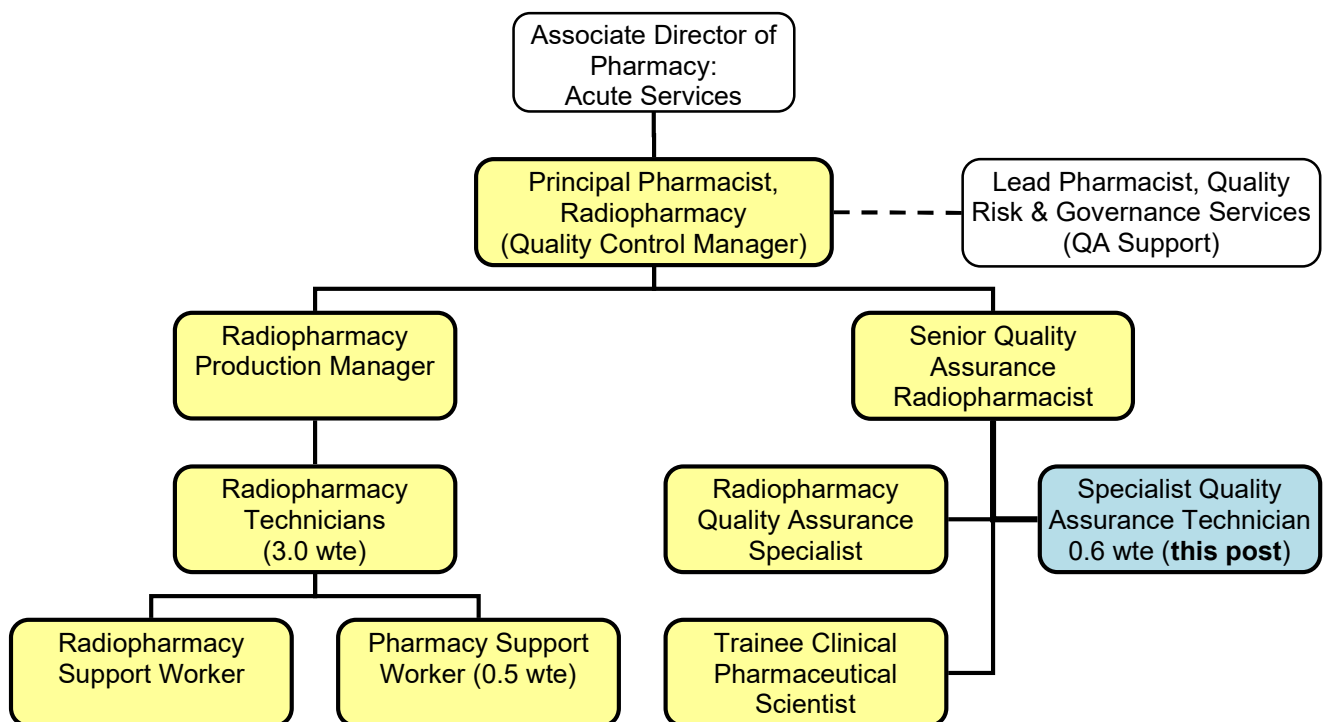 Associate Director of
Pharmacy:
Acute Services
Principal Pharmacist,
Radiopharmacy
(Quality Control Manager)
Lead Pharmacist, Quality
Risk & Governance Services
(QA Support)
Radiopharmacy
Production Manager
Senior Quality
Assurance
Radiopharmacist
Radiopharmacy
Technicians
(3.0 wte)
Radiopharmacy
Quality Assurance
Specialist
Specialist Quality
Assurance Technician
0.6 wte (this post)
Radiopharmacy
Support Worker
Pharmacy Support
Worker (0.5 wte)
Trainee Clinical
Pharmaceutical
Scientist